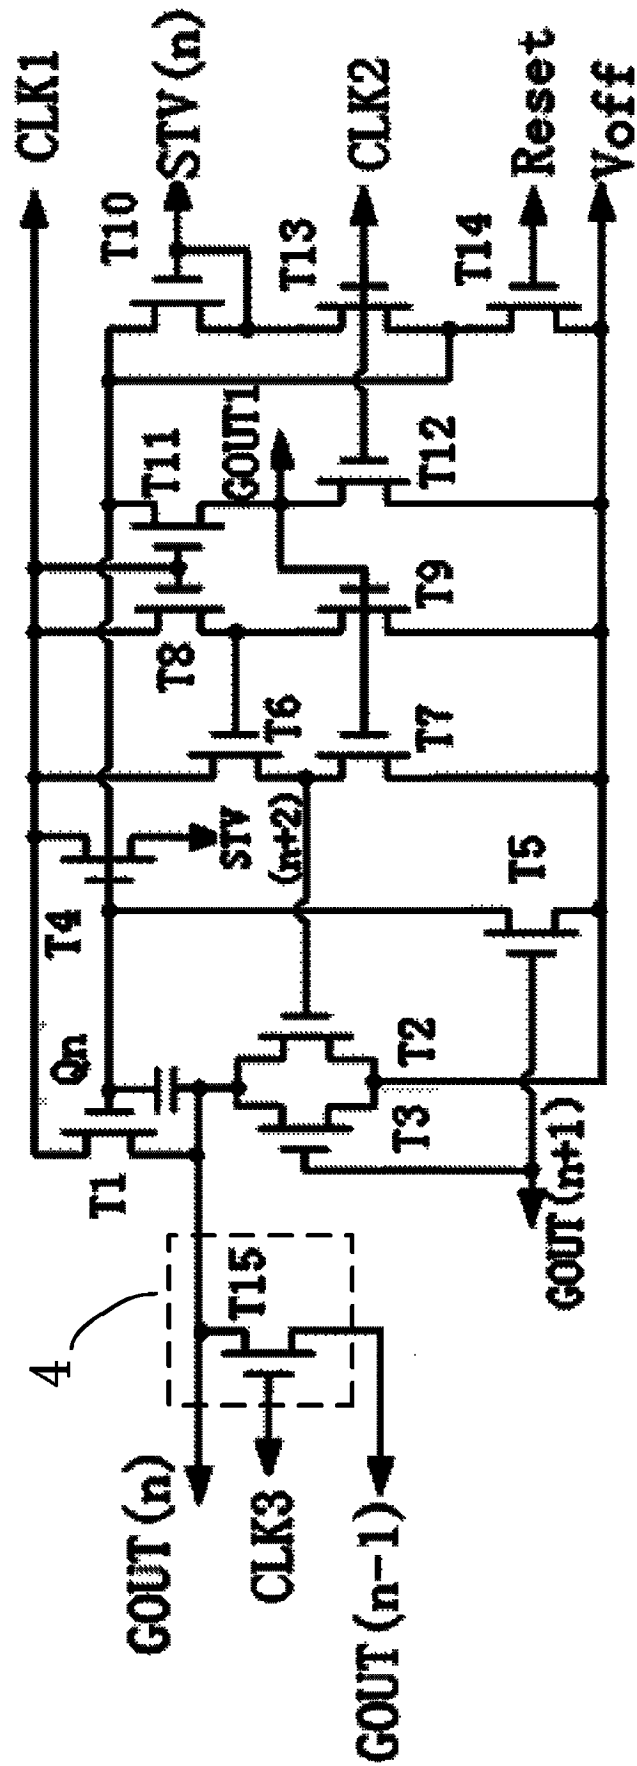 CLK1
STV(n)
CLK2
Reset
Voff
T10
T13
T14
T11
GOUT1
T12
T8
T9
T6
T7
T4
STV
(n+2)
T5
Qn
T1
T2
T3
4
T15
GOUT(n+1)
GOUT(n)
CLK3
GOUT(n-1)